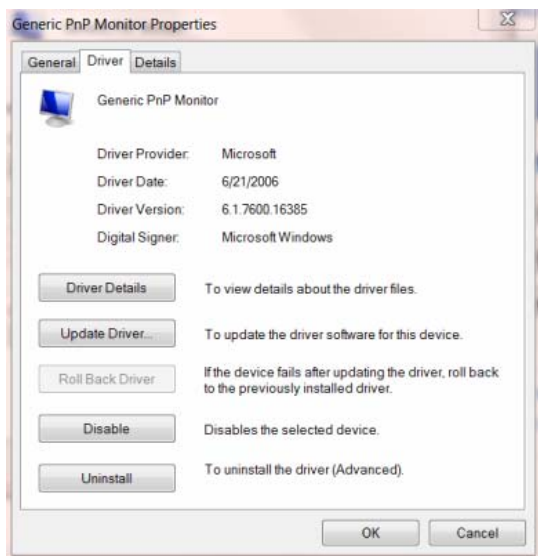 Generic PnP Monitor Properties
General Driver Details
Generic PnP Monitor
Driver Provider: Microsoft
Driver Date: 6/21/2006
Driver Version: 6.1.7600.16385
Digital Signer: Microsoft Windows
Driver Details To view details about the driver files.
Update Driver... To update the driver software for this device.
Roll Back Driver If the device fails after updating the driver, roll back
to the previously installed driver.
Disable Disables the selected device.
Uninstall To uninstall the driver (Advanced).
OK Cancel